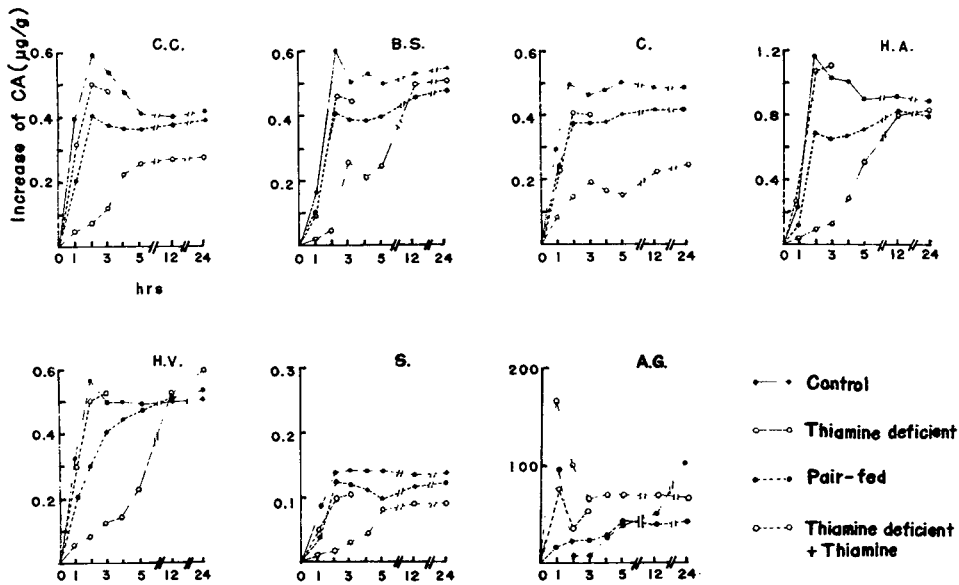 Increase of CA (μg/g)
C.C.
0.6
0.4
0.2
0 1 3 5 12 24
hrs
B.S.
0.6
0.4
0.2
0 1 3 5 12 24
C.
0.6
0.4
0.2
0 1 3 5 12 24
H.A.
1.2
0.8
0.4
0 1 3 5 12 24
H.V.
0.6
0.4
0.2
0 1 3 5 12 24
S.
0.3
0.2
0.1
0 1 3 5 12 24
A.G.
200
100
0 1 3 5 12 24
Control
Thiamine deficient
Pair-fed
Thiamine deficient
+ Thiamine